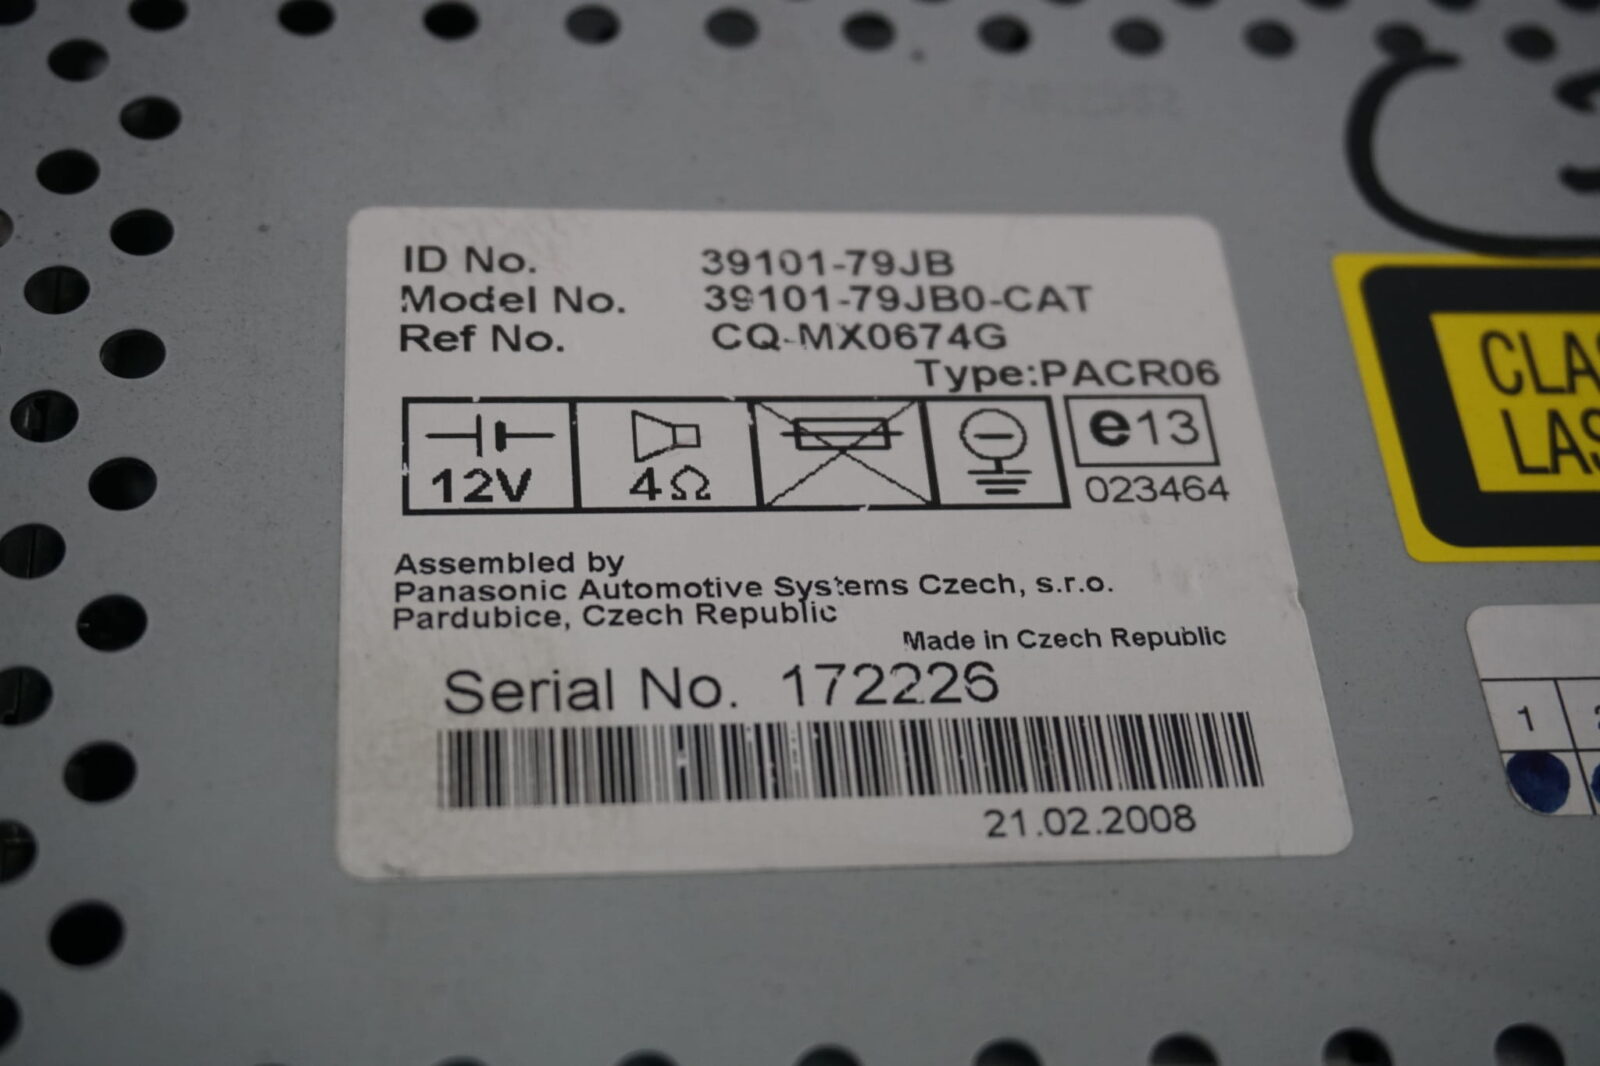 ID No. 39101-79JB
Model No. 39101-79JB0-CAT
Ref No. CQ-MX0674G
Type:PACR06
12V
4Ω
e13
023464
Assembled by
Panasonic Automotive Systems Czech, s.r.o.
Pardubice, Czech Republic
Made in Czech Republic
Serial No. 172226
21.02.2008
1